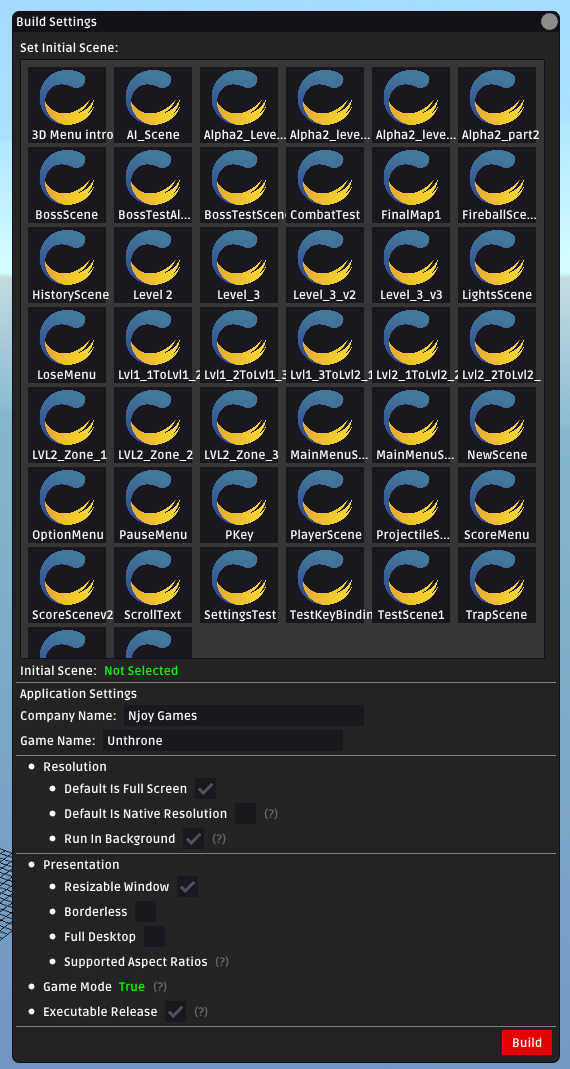 Build Settings
Set Initial Scene:
3D Menu intro AI_Scene Alpha2_Leve... Alpha2_leve... Alpha2_leve... Alpha2_part2
BossScene BossTestAl... BossTestScen CombatTest FinalMap1 FireballSce...
HistoryScene Level 2 Level_3 Level_3_v2 Level_3_v3 LightsScene
LoseMenu Lvl1_1ToLvl1_2 Lvl1_2ToLvl1_3 Lvl1_3ToLvl2_1 Lvl2_1ToLvl2_2 Lvl2_2ToLvl2_
LVL2_Zone_1 LVL2_Zone_2 LVL2_Zone_3 MainMenuS... MainMenuS... NewScene
OptionMenu PauseMenu PKey PlayerScene ProjectileS... ScoreMenu
ScoreScenev2 ScrollText SettingsTest TestKeyBindin TestScene1 TrapScene
Initial Scene: Not Selected
Application Settings
Company Name: Njoy Games
Game Name: Unthrone
Resolution
Default Is Full Screen
Default Is Native Resolution (?)
Run In Background (?)
Presentation
Resizable Window
Borderless
Full Desktop
Supported Aspect Ratios (?)
Game Mode True (?)
Executable Release (?)
Build